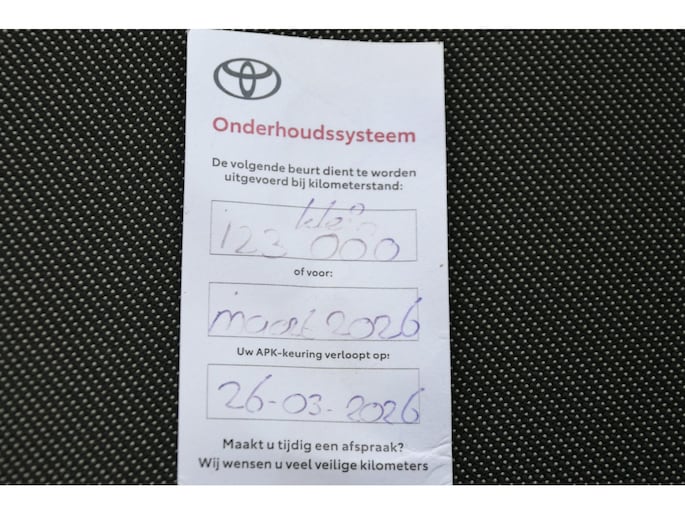 Onderhoudssysteem
De volgende beurt dient te worden
uitgevoerd bij kilometerstand:
klein
123 000
of voor:
maart 2026
Uw APK-keuring verloopt op:
26-03-2026
Maakt u tijdig een afspraak?
Wij wensen u veel veilige kilometers